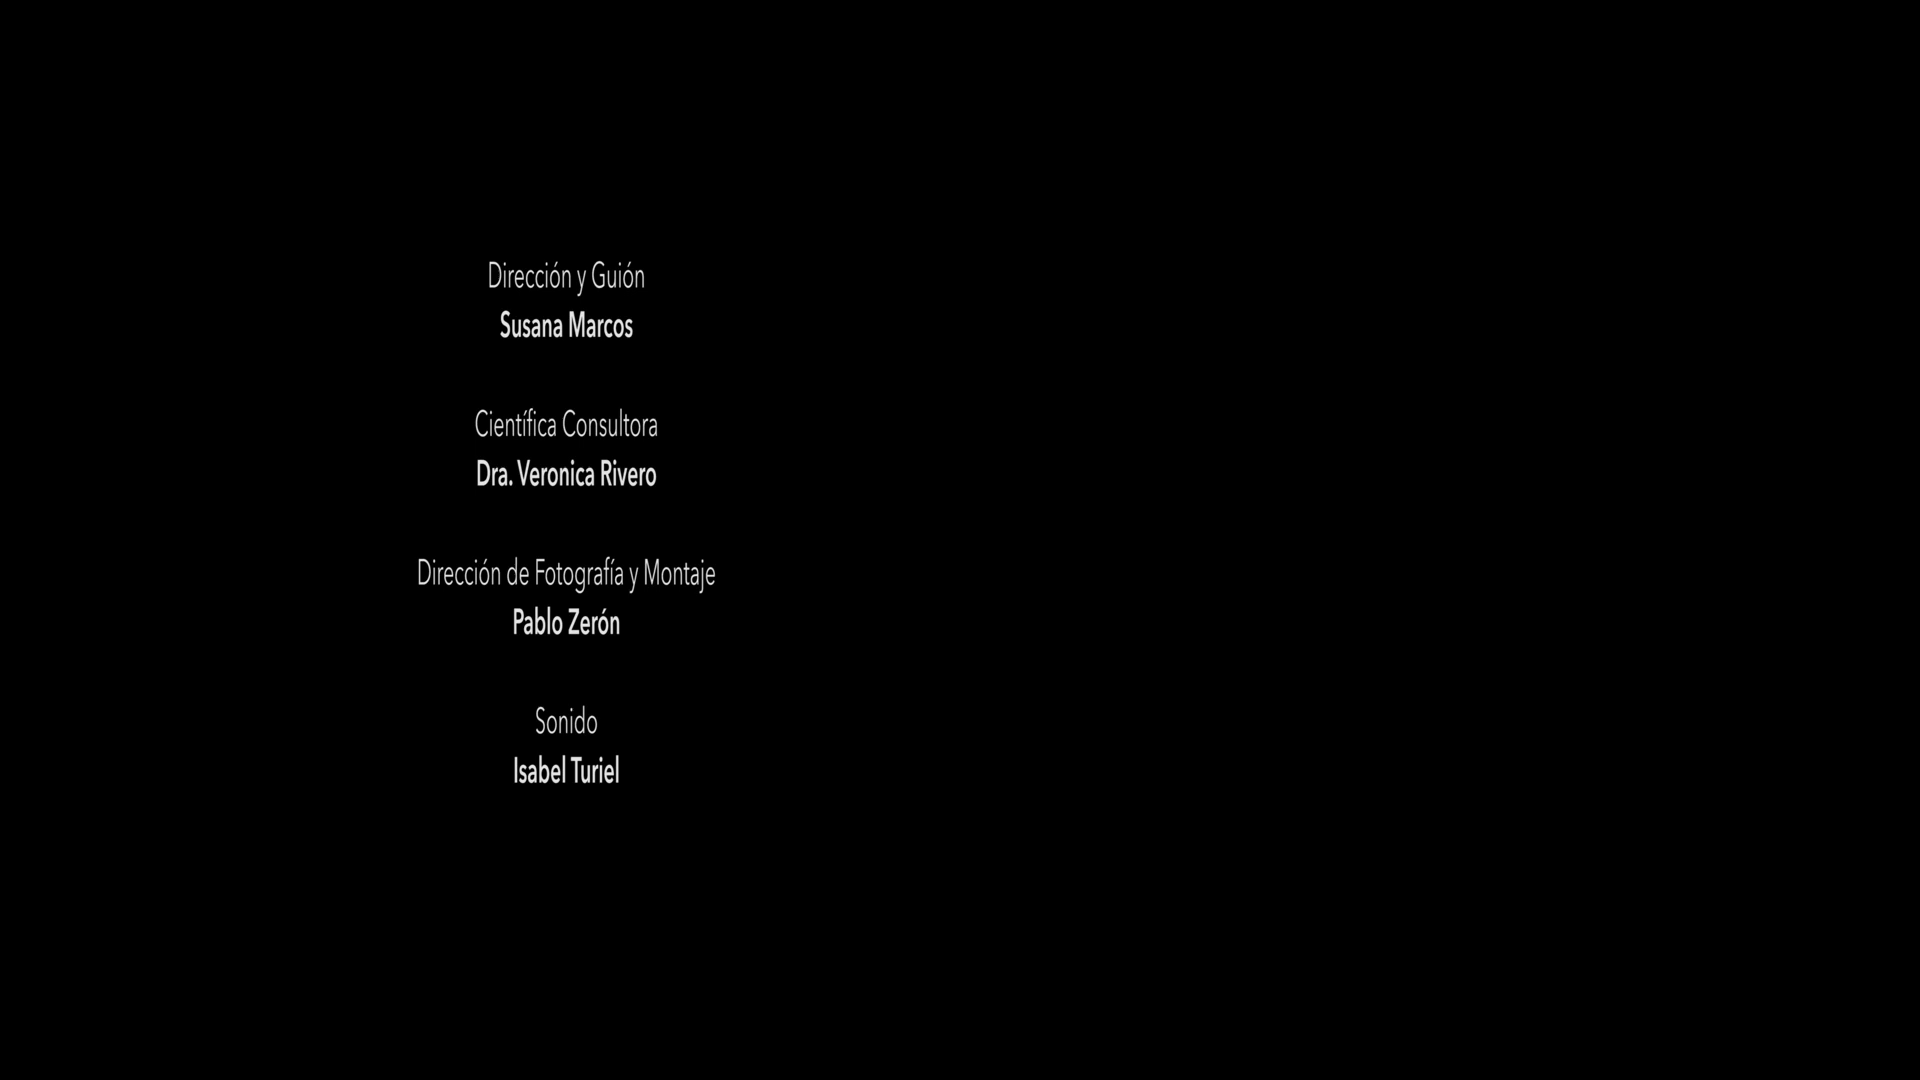 Dirección y Guión
Susana Marcos
Científica Consultora
Dra. Veronica Rivero
Dirección de Fotografía y Montaje
Pablo Zerón
Sonido
Isabel Turiel